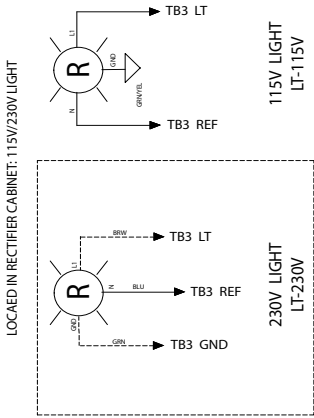 LOCAED IN RECTIFIER CABINET: 115V/230V LIGHT
TB3 LT
L1
R
GND
GRN/YEL
N
TB3 REF
115V LIGHT
LT-115V
BRW
TB3 LT
L1
R
N
BLU
TB3 REF
GND
GRN
TB3 GND
230V LIGHT
LT-230V